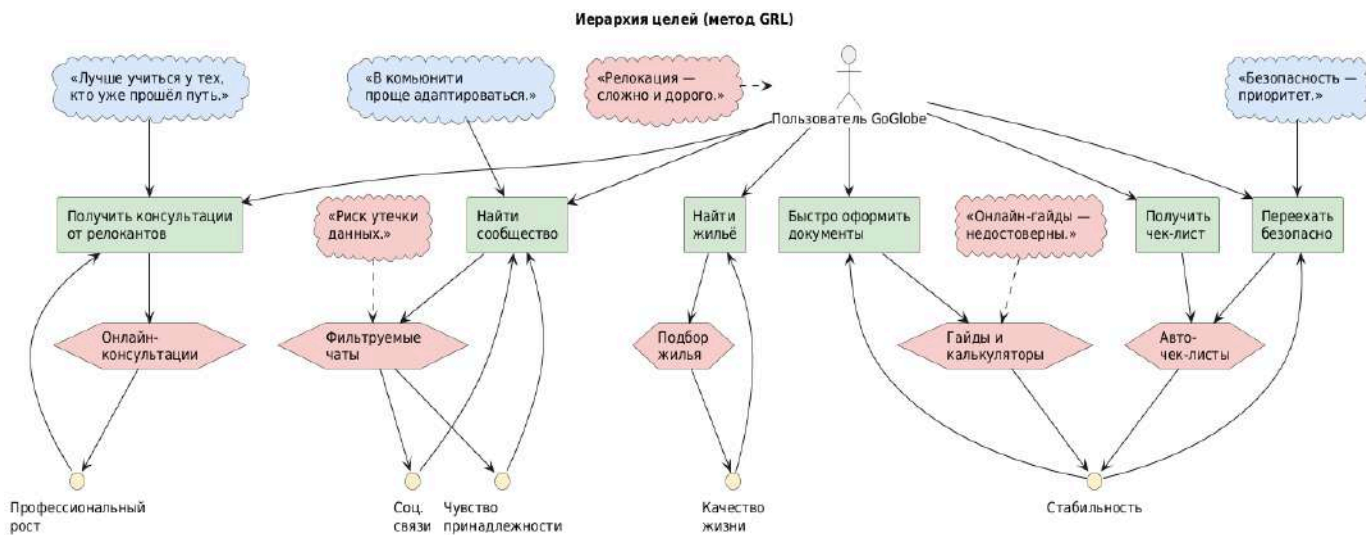 Иерархия целей (метод GRL)
«Лучше учиться у тех,
кто уже прошёл путь.»
«В комьюнити
проще адаптироваться.»
«Релокация —
сложно и дорого.»
Пользователь GoGlobe
«Безопасность —
приоритет.»
Получить консультации
от релокантов
«Риск утечки
данных.»
Найти
сообщество
Найти
жильё
Быстро оформить
документы
«Онлайн-гайды —
недостоверны.»
Получить
чек-лист
Переехать
безопасно
Онлайн-
консультации
Фильтруемые
чаты
Подбор
жилья
Гайды и
калькуляторы
Авто-
чек-листы
Профессиональный
рост
Соц.
связи
Чувство
принадлежности
Качество
жизни
Стабильность